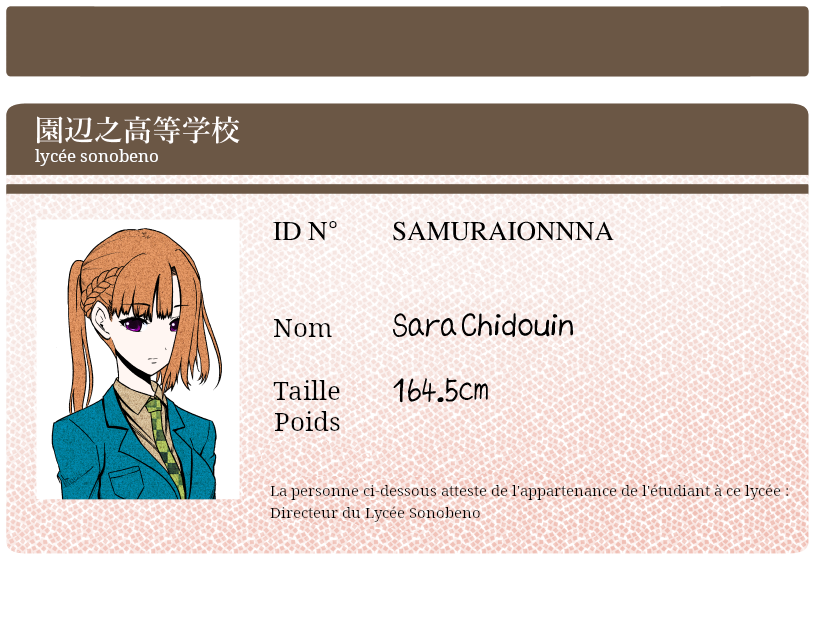 園辺之高等学校
lycée sonobeno
ID N° SAMURAIONNNA
Nom Sara Chidouin
Taille 164.5cm
Poids
La personne ci-dessous atteste de l'appartenance de l'étudiant à ce lycée :
Directeur du Lycée Sonobeno